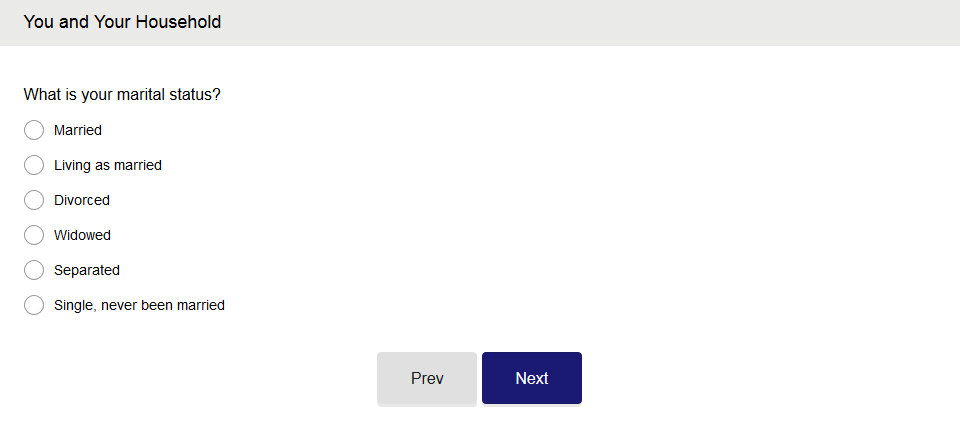 You and Your Household
What is your marital status?
Married
Living as married
Divorced
Widowed
Separated
Single, never been married
Prev
Next